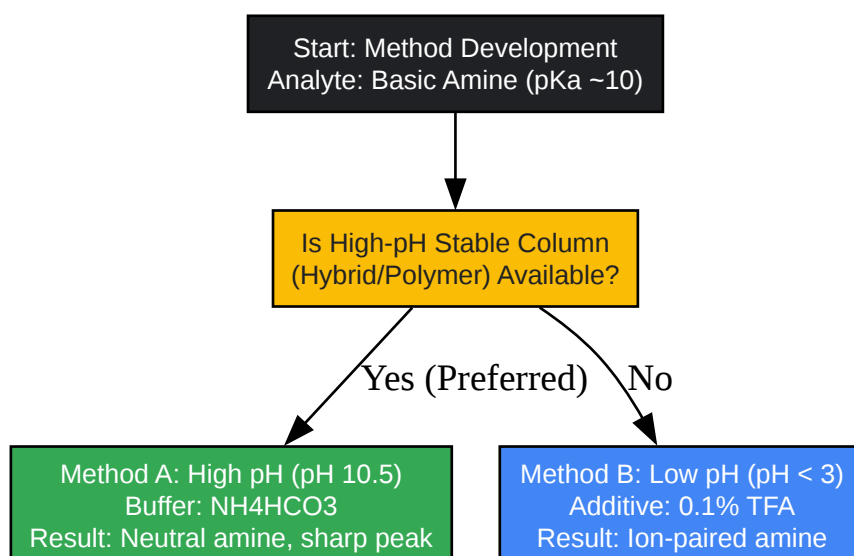 Start: Method Development
Analyte: Basic Amine (pKa ~10)
Is High-pH Stable Column
(Hybrid/Polymer) Available?
Yes (Preferred)
No
Method A: High pH (pH 10.5)
Buffer: NH4HCO3
Result: Neutral amine, sharp peak
Method B: Low pH (pH < 3)
Additive: 0.1% TFA
Result: Ion-paired amine